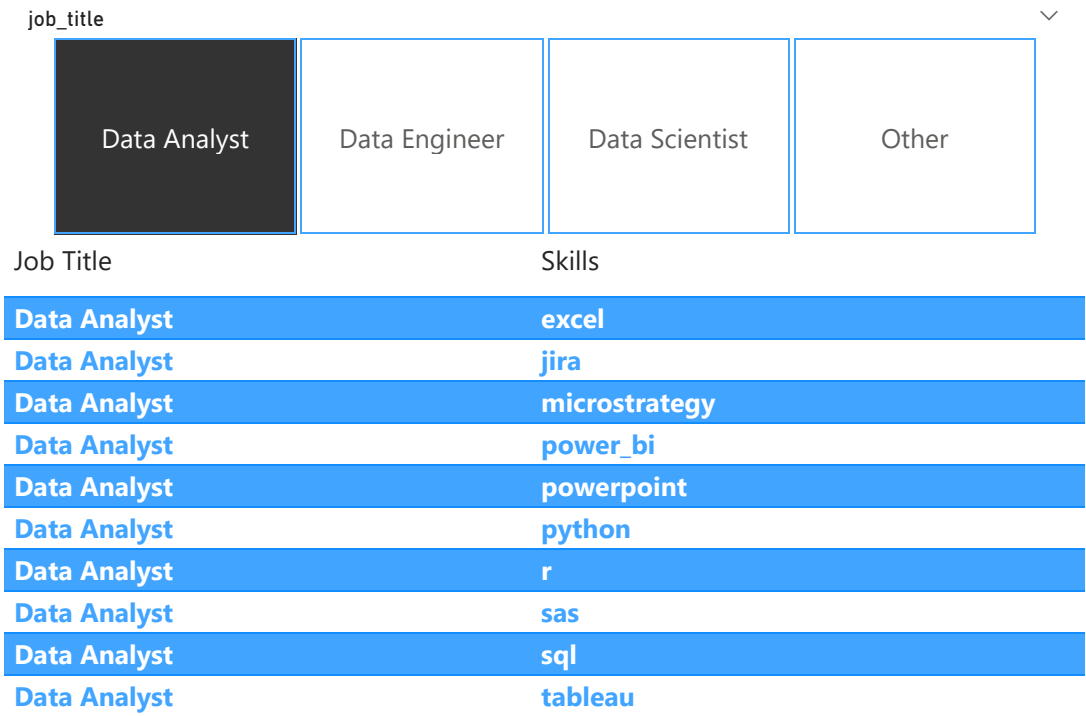 job_title
Data Analyst Data Engineer Data Scientist Other
Job Title Skills
Data Analyst excel
Data Analyst jira
Data Analyst microstrategy
Data Analyst power_bi
Data Analyst powerpoint
Data Analyst python
Data Analyst r
Data Analyst sas
Data Analyst sql
Data Analyst tableau